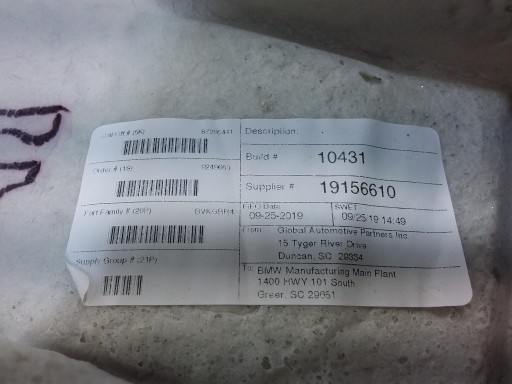 Order # (1S)
Part Family # (20P)
Supply Group # (21P)
Description:
Build # 10431
Supplier # 19156610
Date SWET
09-25-2019 09/25/19 14:49
From: Global Automotive Partners Inc
15 Tyger River Drive
Duncan, SC 29334
To: BMW Manufacturing Main Plant
1400 HWY 101 South
Greer, SC 29651